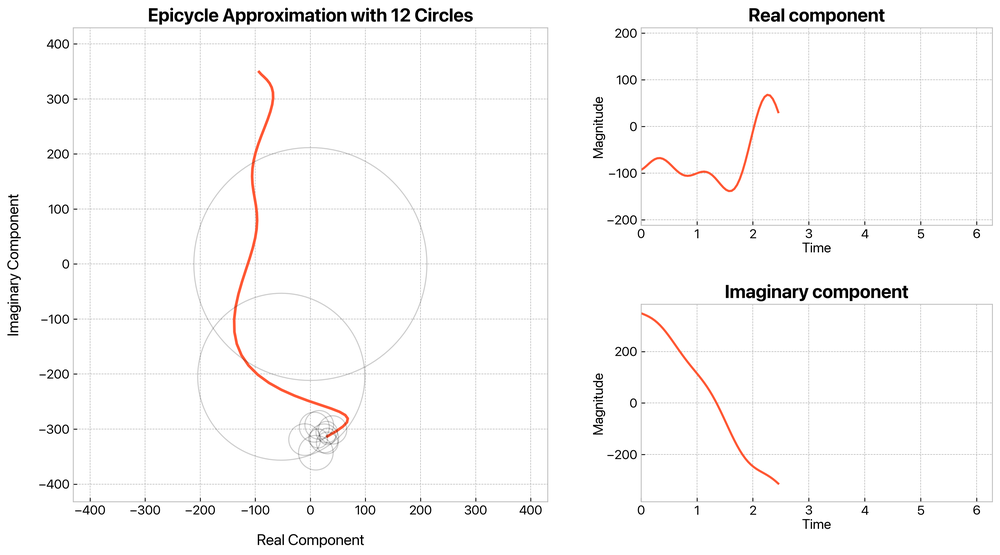 Epicycle Approximation with 12 Circles
400
300
200
100
0
−100
−200
−300
−400
−400 −300 −200 −100 0 100 200 300 400
Imaginary Component
Real Component
Real component
200
100
0
−100
−200
0 1 2 3 4 5 6
Magnitude
Time
Imaginary component
200
0
−200
0 1 2 3 4 5 6
Magnitude
Time